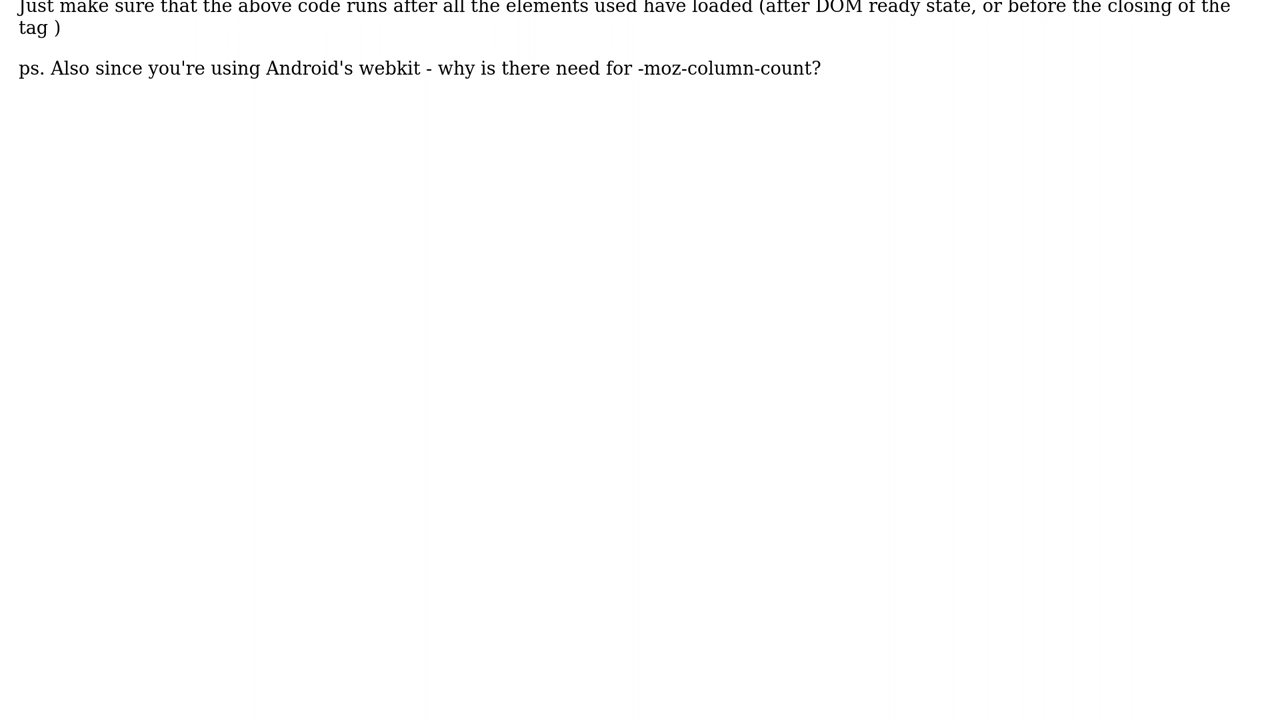 Just make sure that the above code runs after all the elements used have loaded (after DOM ready state, or before the closing of the
tag )
ps. Also since you're using Android's webkit - why is there need for -moz-column-count?